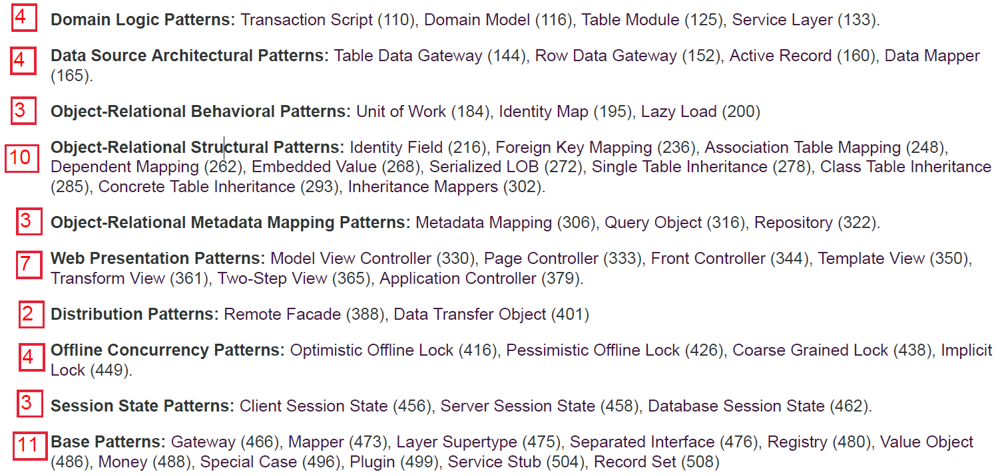 4 Domain Logic Patterns: Transaction Script (110), Domain Model (116), Table Module (125), Service Layer (133).
4 Data Source Architectural Patterns: Table Data Gateway (144), Row Data Gateway (152), Active Record (160), Data Mapper
(165).
3 Object-Relational Behavioral Patterns: Unit of Work (184), Identity Map (195), Lazy Load (200)
10 Object-Relational Structural Patterns: Identity Field (216), Foreign Key Mapping (236), Association Table Mapping (248),
Dependent Mapping (262), Embedded Value (268), Serialized LOB (272), Single Table Inheritance (278), Class Table Inheritance
(285), Concrete Table Inheritance (293), Inheritance Mappers (302).
3 Object-Relational Metadata Mapping Patterns: Metadata Mapping (306), Query Object (316), Repository (322).
7 Web Presentation Patterns: Model View Controller (330), Page Controller (333), Front Controller (344), Template View (350),
Transform View (361), Two-Step View (365), Application Controller (379).
2 Distribution Patterns: Remote Facade (388), Data Transfer Object (401)
4 Offline Concurrency Patterns: Optimistic Offline Lock (416), Pessimistic Offline Lock (426), Coarse Grained Lock (438), Implicit
Lock (449).
3 Session State Patterns: Client Session State (456), Server Session State (458), Database Session State (462).
11 Base Patterns: Gateway (466), Mapper (473), Layer Supertype (475), Separated Interface (476), Registry (480), Value Object
(486), Money (488), Special Case (496), Plugin (499), Service Stub (504), Record Set (508)